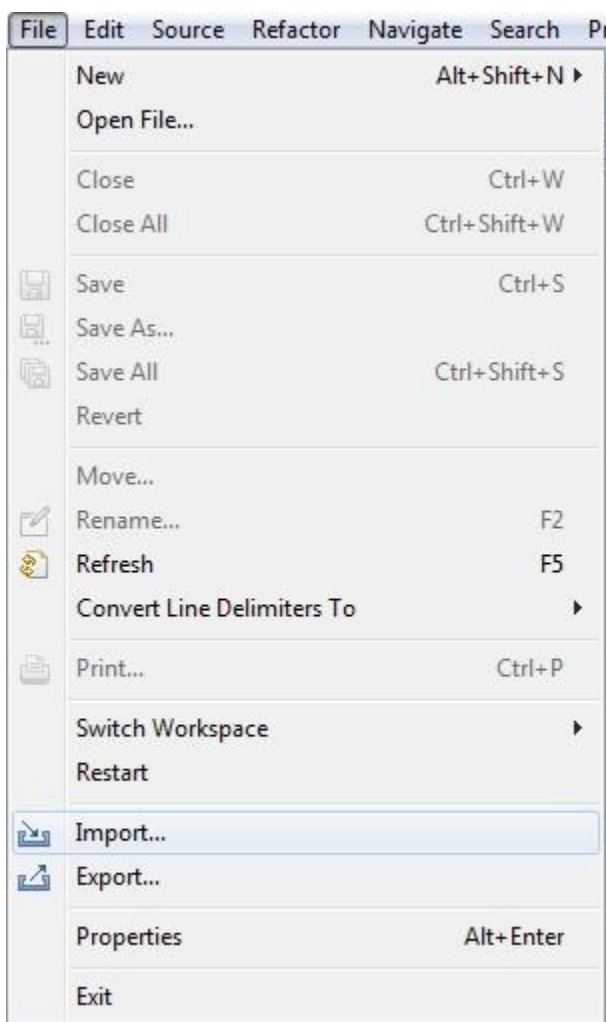 File Edit Source Refactor Navigate Search
New Alt+Shift+N
Open File...
Close Ctrl+W
Close All Ctrl+Shift+W
Save Ctrl+S
Save As...
Save All Ctrl+Shift+S
Revert
Move...
Rename... F2
Refresh F5
Convert Line Delimiters To
Print... Ctrl+P
Switch Workspace
Restart
Import...
Export...
Properties Alt+Enter
Exit